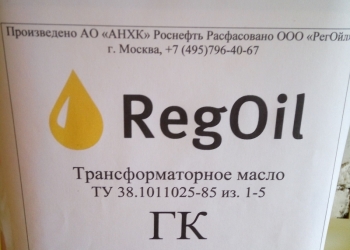 Произведено АО «АНХК» Роснефть Расфасовано ООО «РегОйл
г. Москва, +7 (495)796-40-67
RegOil
Трансформаторное масло
ТУ 38.1011025-85 из. 1-5
ГК